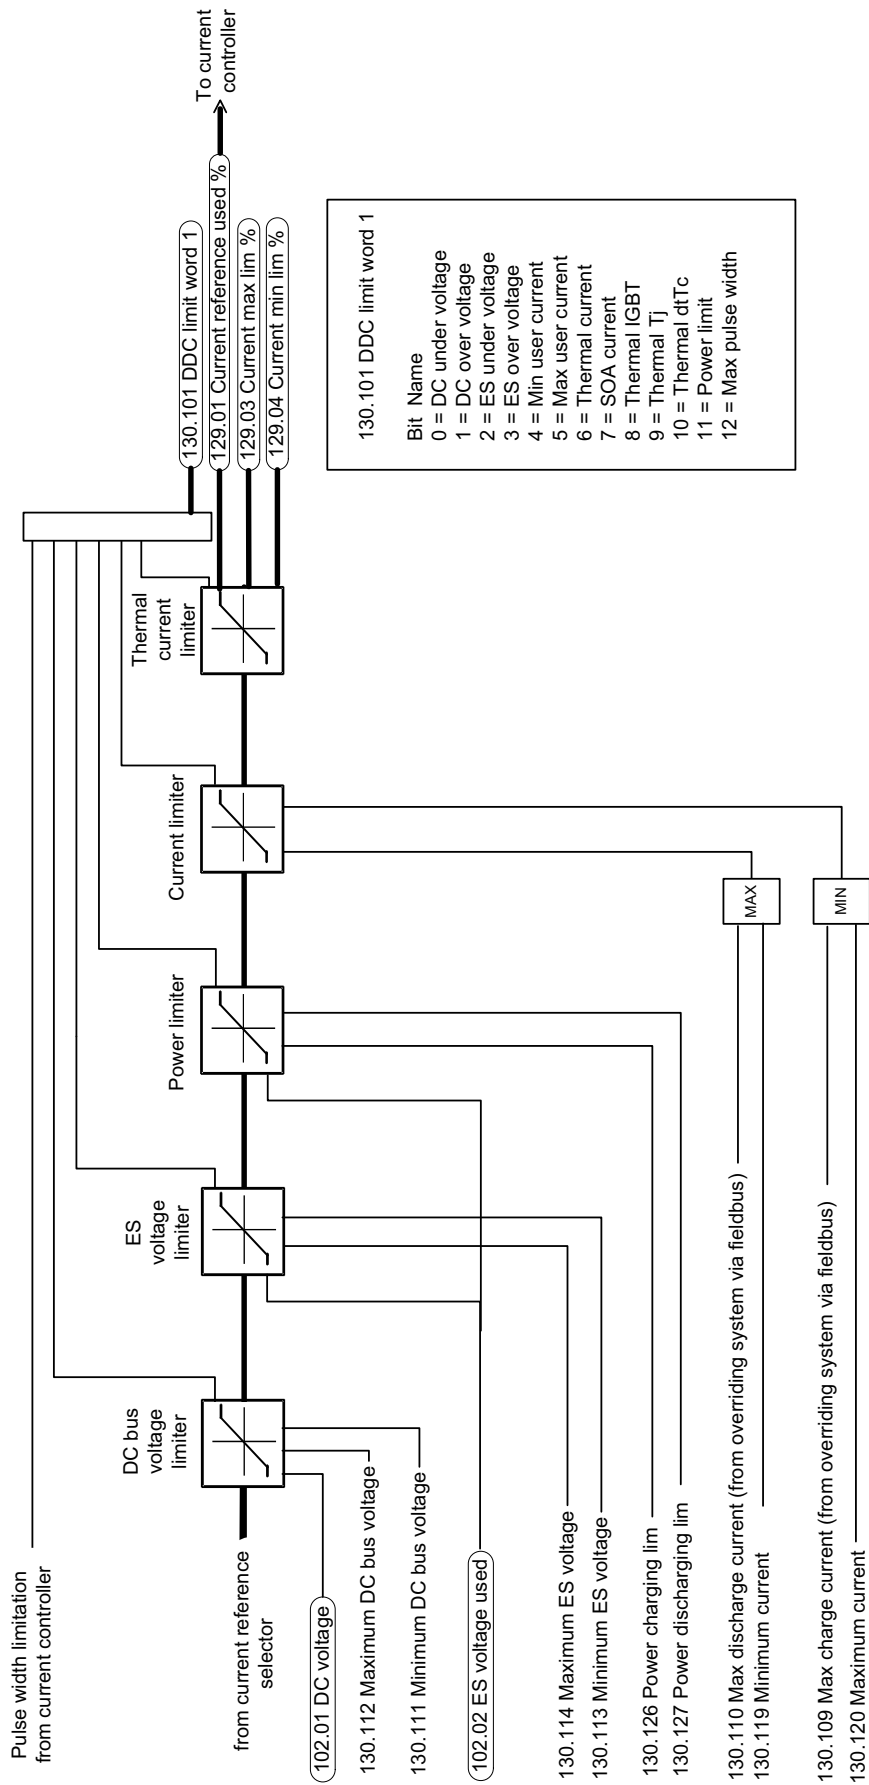 Pulse width limitation
from current controller
from current reference
selector
DC bus
voltage
limiter
ES
voltage
limiter
Power limiter
Current limiter
Thermal
current
limiter
130.101 DDC limit word 1
129.01 Current reference used %
129.03 Current max lim %
129.04 Current min lim %
To current
controller
102.01 DC voltage
130.112 Maximum DC bus voltage
130.111 Minimum DC bus voltage
102.02 ES voltage used
130.114 Maximum ES voltage
130.113 Minimum ES voltage
130.126 Power charging lim
130.127 Power discharging lim
130.110 Max discharge current (from overriding system via fieldbus)
130.119 Minimum current
MAX
130.109 Max charge current (from overriding system via fieldbus)
130.120 Maximum current
MIN
130.101 DDC limit word 1
Bit Name
0 = DC under voltage
1 = DC over voltage
2 = ES under voltage
3 = ES over voltage
4 = Min user current
5 = Max user current
6 = Thermal current
7 = SOA current
8 = Thermal IGBT
9 = Thermal Tj
10 = Thermal dtTc
11 = Power limit
12 = Max pulse width